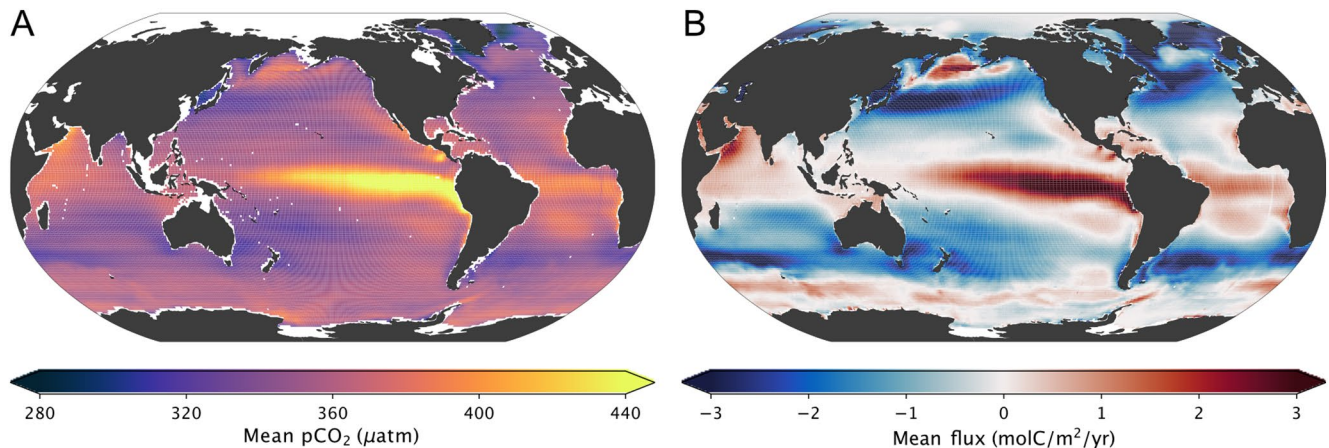 A
B
280 320 360 400 440
Mean pCO₂ (μatm)
−3 −2 −1 0 1 2 3
Mean flux (molC/m²/yr)